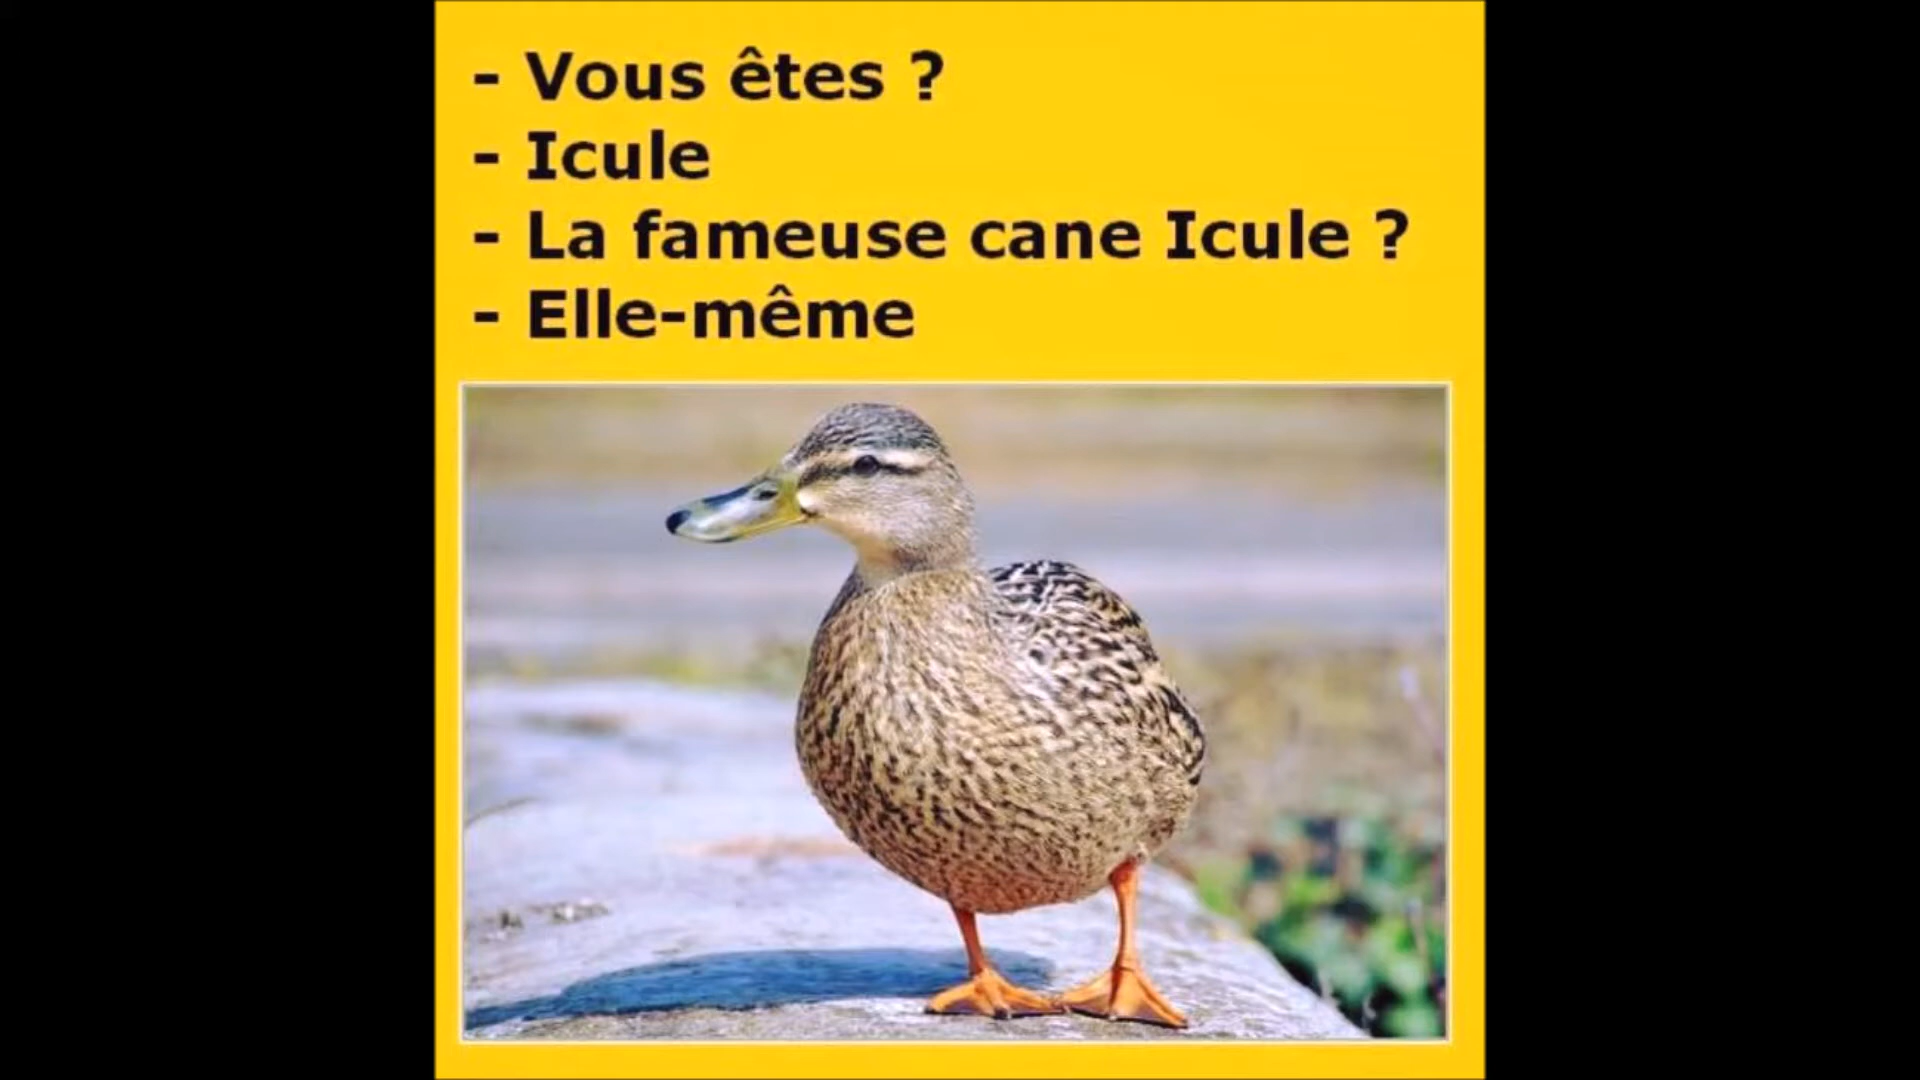 - Vous êtes ?
- Icule
- La fameuse cane Icule ?
- Elle-même